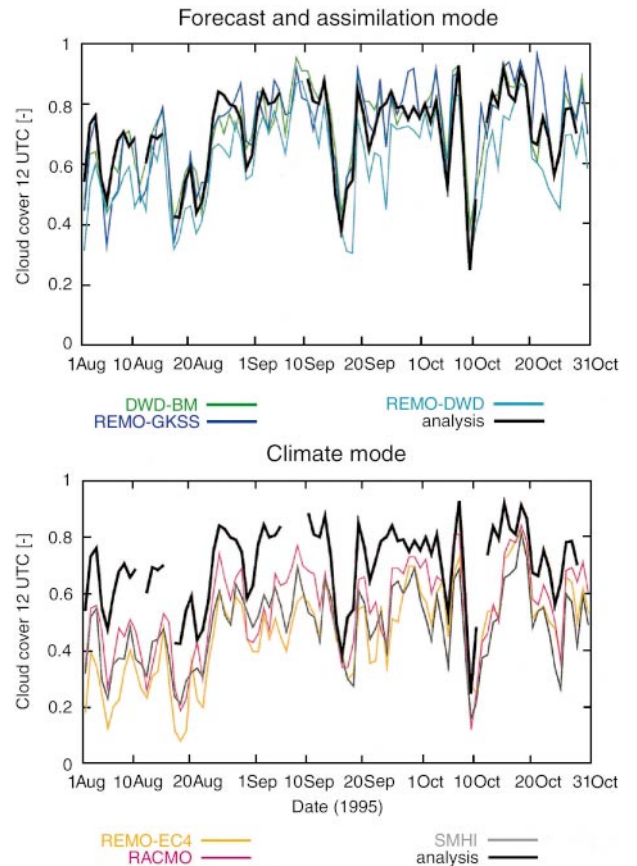 Forecast and assimilation mode
Cloud cover 12 UTC [-]
1
0.8
0.6
0.4
0.2
0
1Aug 10Aug 20Aug 1Sep 10Sep 20Sep 1Oct 10Oct 20Oct 31Oct
DWD-BM REMO-DWD
REMO-GKSS analysis
Climate mode
Cloud cover 12 UTC [-]
1
0.8
0.6
0.4
0.2
0
1Aug 10Aug 20Aug 1Sep 10Sep 20Sep 1Oct 10Oct 20Oct 31Oct
Date (1995)
REMO-EC4 SMHI
RACMO analysis